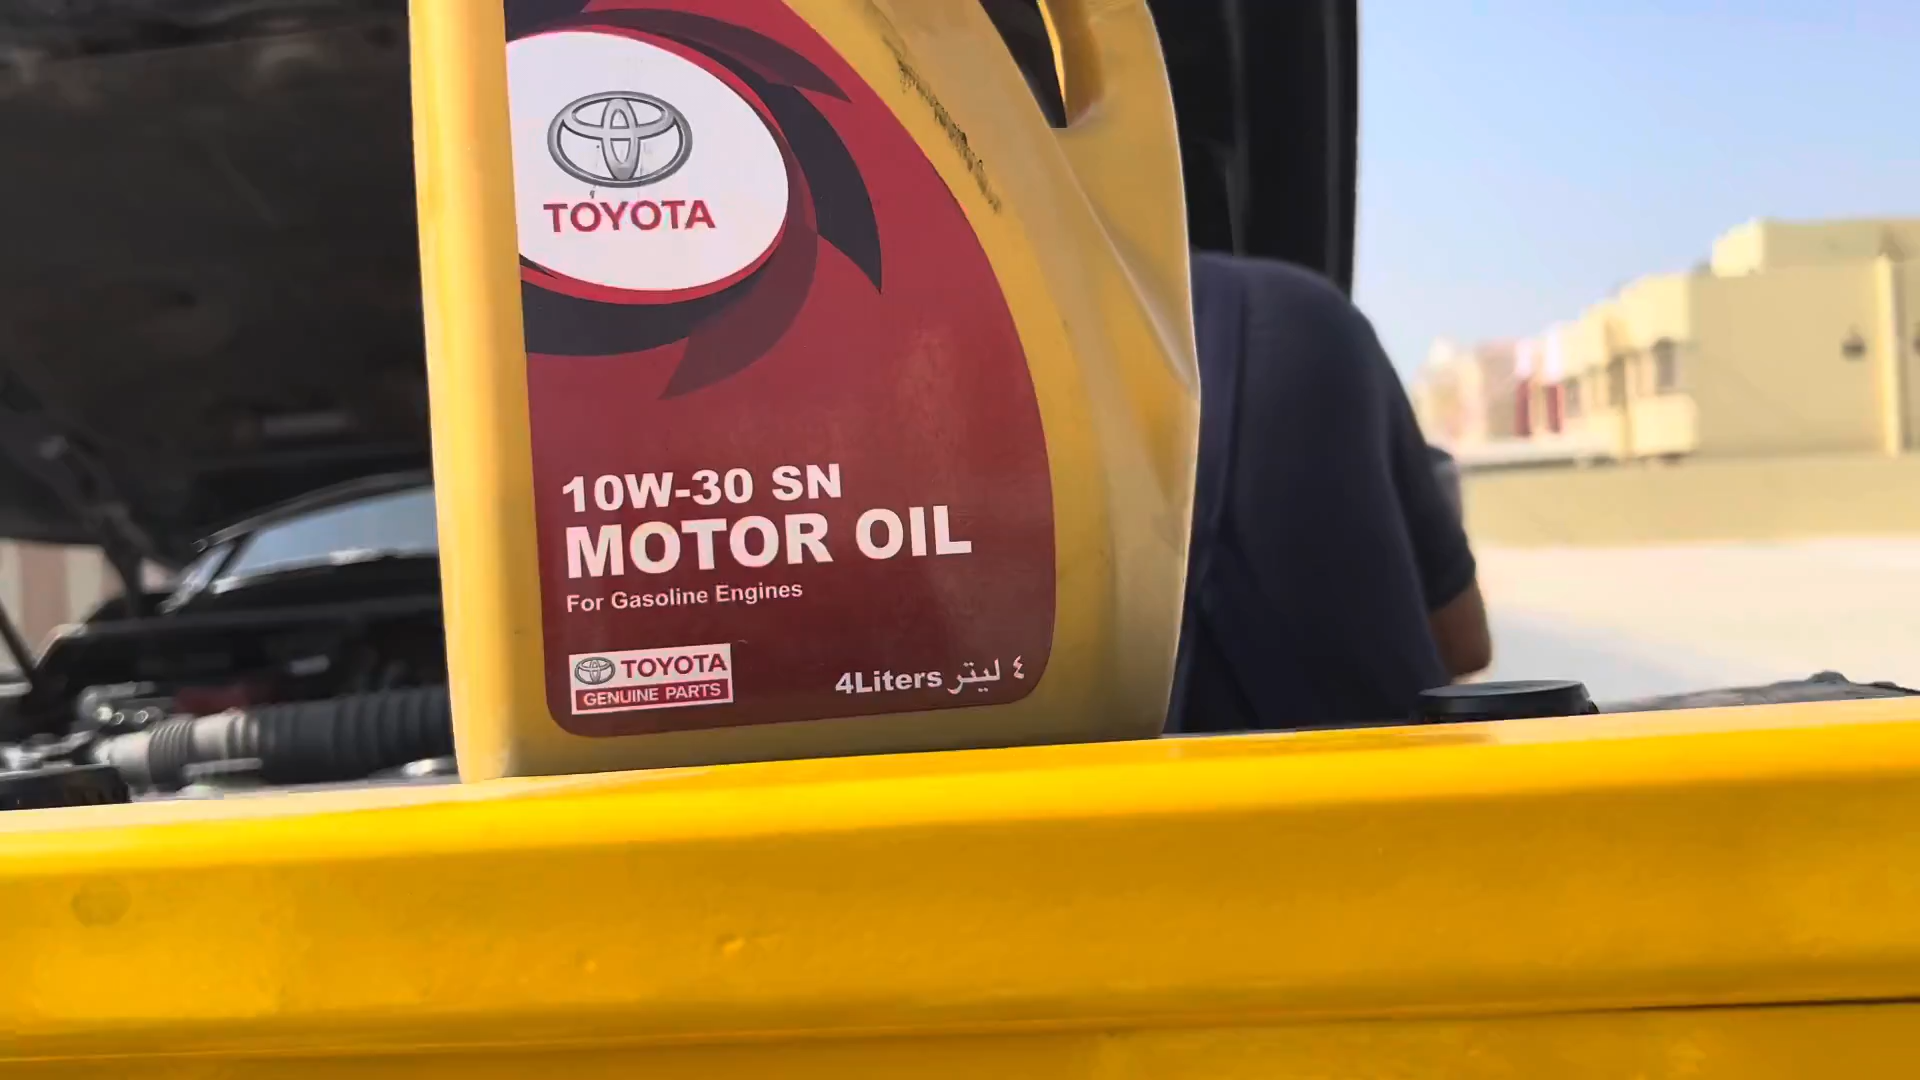 TOYOTA
10W-30 SN
MOTOR OIL
For Gasoline Engines
TOYOTA
GENUINE PARTS
4Liters ٤ ليتر